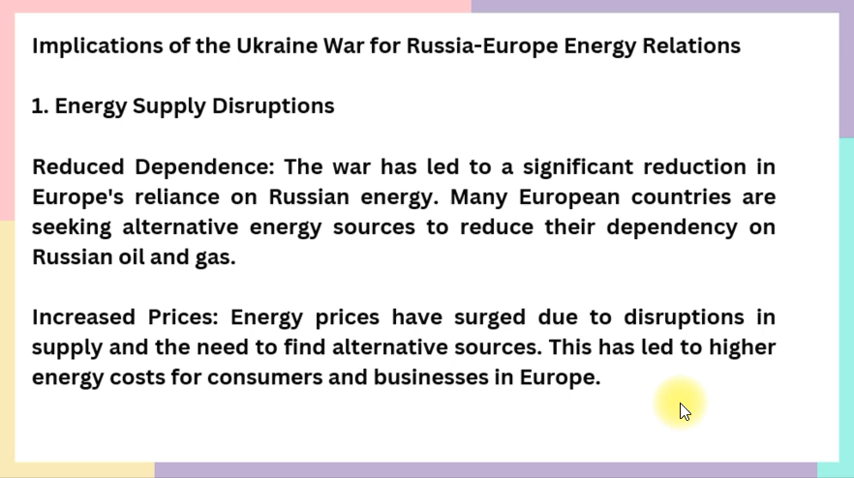 Implications of the Ukraine War for Russia-Europe Energy Relations
1. Energy Supply Disruptions
Reduced Dependence: The war has led to a significant reduction in
Europe's reliance on Russian energy. Many European countries are
seeking alternative energy sources to reduce their dependency on
Russian oil and gas.
Increased Prices: Energy prices have surged due to disruptions in
supply and the need to find alternative sources. This has led to higher
energy costs for consumers and businesses in Europe.